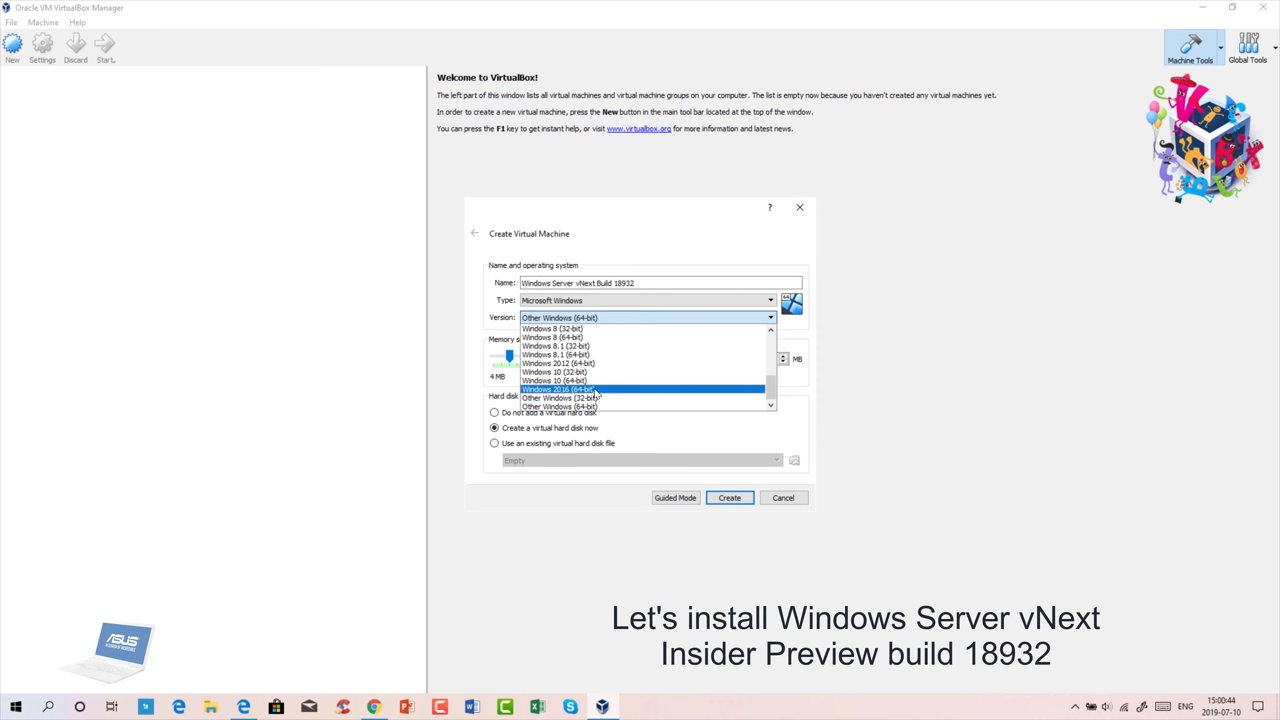 Oracle VM VirtualBox Manager
File Machine Help
New Settings Discard Start
Machine Tools Global Tools
Welcome to VirtualBox!
The left part of this window lists all virtual machines and virtual machine groups on your computer. The list is empty now because you haven't created any virtual machines yet.
In order to create a new virtual machine, press the New button in the main tool bar located at the top of the window.
You can press the F1 key to get instant help, or visit www.virtualbox.org for more information and latest news.
? 
Create Virtual Machine
Name and operating system
Name: Windows Server vNext Build 18932
Type: Microsoft Windows
64
Version: Other Windows (64-bit)
Windows 8 (32-bit)
Windows 8 (64-bit)
Windows 8.1 (32-bit)
Windows 8.1 (64-bit)
Windows 2012 (64-bit)
Windows 10 (32-bit)
Windows 10 (64-bit)
Windows 2016 (64-bit)
Other Windows (32-bit)
Other Windows (64-bit)
Memory s
MB
4 MB
Hard disk
Do not add a virtual hard disk
Create a virtual hard disk now
Use an existing virtual hard disk file
Empty
Guided Mode Create Cancel
ASUS
IN SEARCH OF INCREDIBLE
Let's install Windows Server vNext
Insider Preview build 18932
ENG
15:00:44
2019-07-10